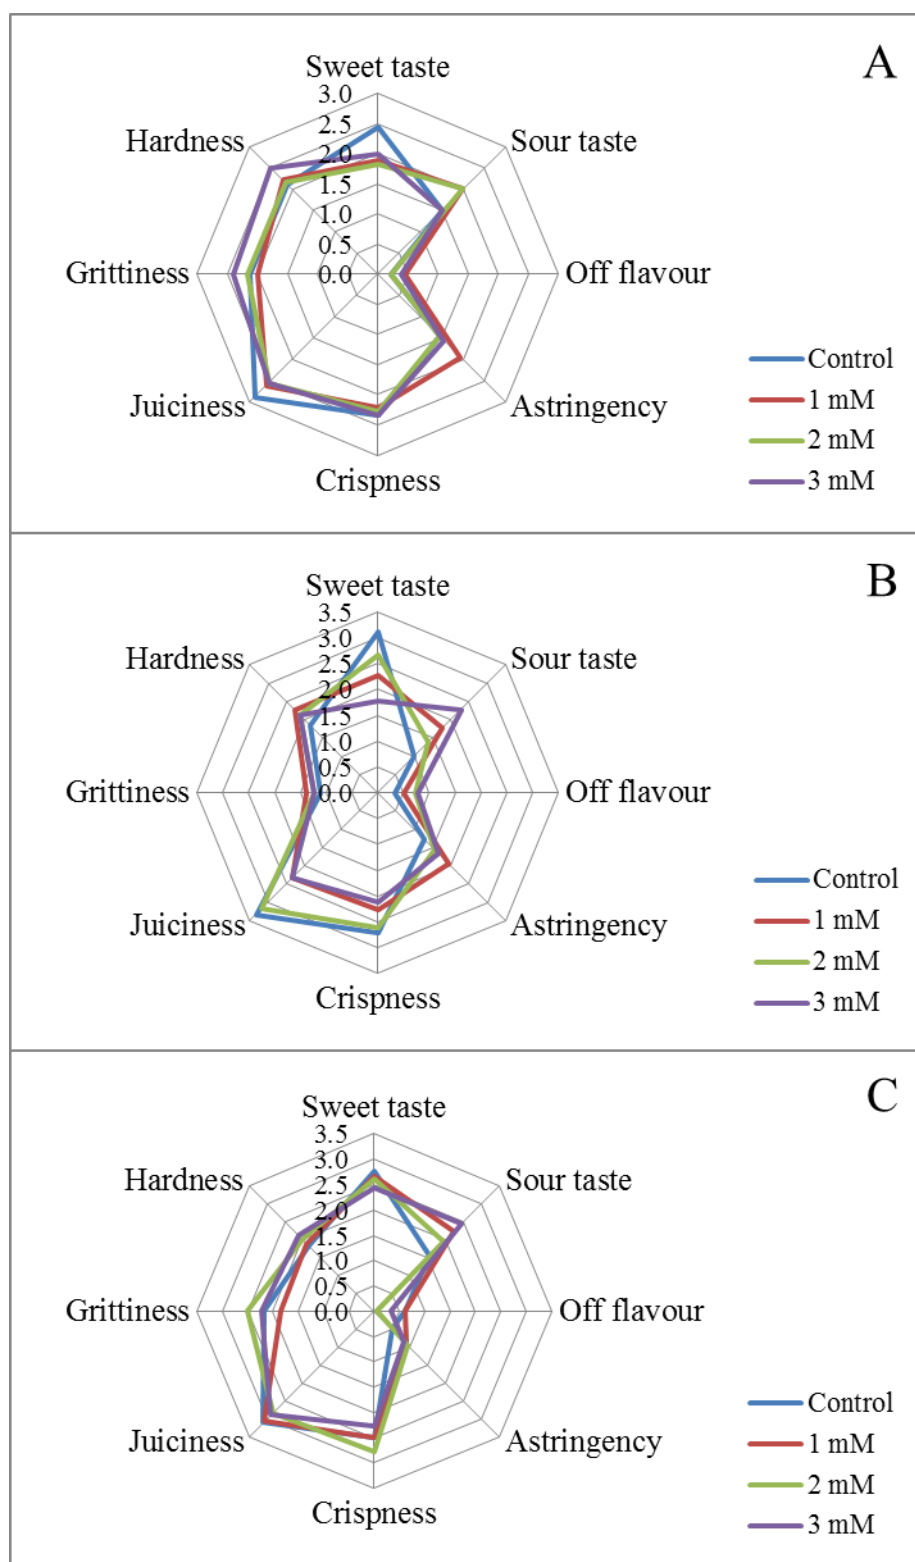 A
Sweet taste
3.0
2.5
2.0
1.5
1.0
0.5
0.0
Hardness
Sour taste
Grittiness
Off flavour
Juiciness
Astringency
Crispness
Control
1 mM
2 mM
3 mM
B
Sweet taste
3.5
3.0
2.5
2.0
1.5
1.0
0.5
0.0
Hardness
Sour taste
Grittiness
Off flavour
Juiciness
Astringency
Crispness
Control
1 mM
2 mM
3 mM
C
Sweet taste
3.5
3.0
2.5
2.0
1.5
1.0
0.5
0.0
Hardness
Sour taste
Grittiness
Off flavour
Juiciness
Astringency
Crispness
Control
1 mM
2 mM
3 mM